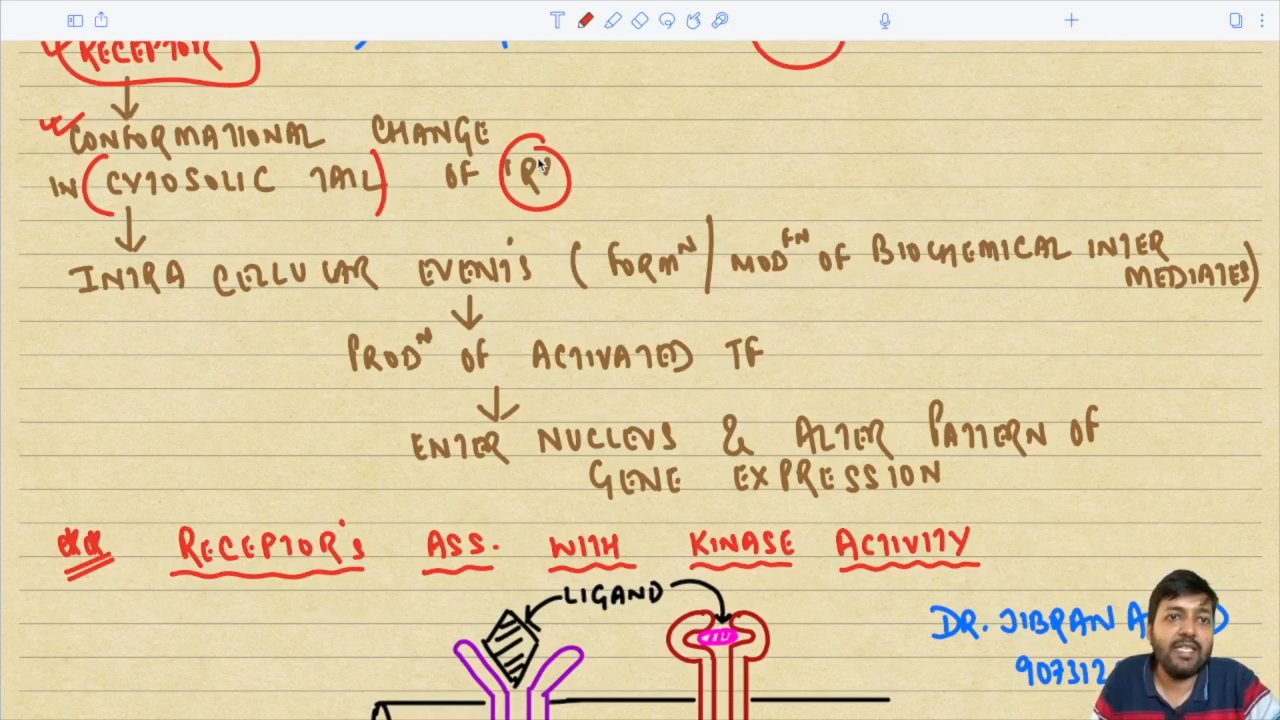 RECEPTOR
CONFORMATIONAL CHANGE
IN (CYTOSOLIC TAIL) OF 'R'
INTRA CELLULAR EVENT'S ( FORMᴺ | MODᶠᴺ OF BIOCHEMICAL INTER
MEDIATES)
PRODᴺ OF ACTIVATED TF
ENTER NUCLEUS & ALTER PATTERN OF
GENE EXPRESSION
RECEPTOR'S ASS. WITH KINASE ACTIVITY
LIGAND
DR. JIBRAN A
907312